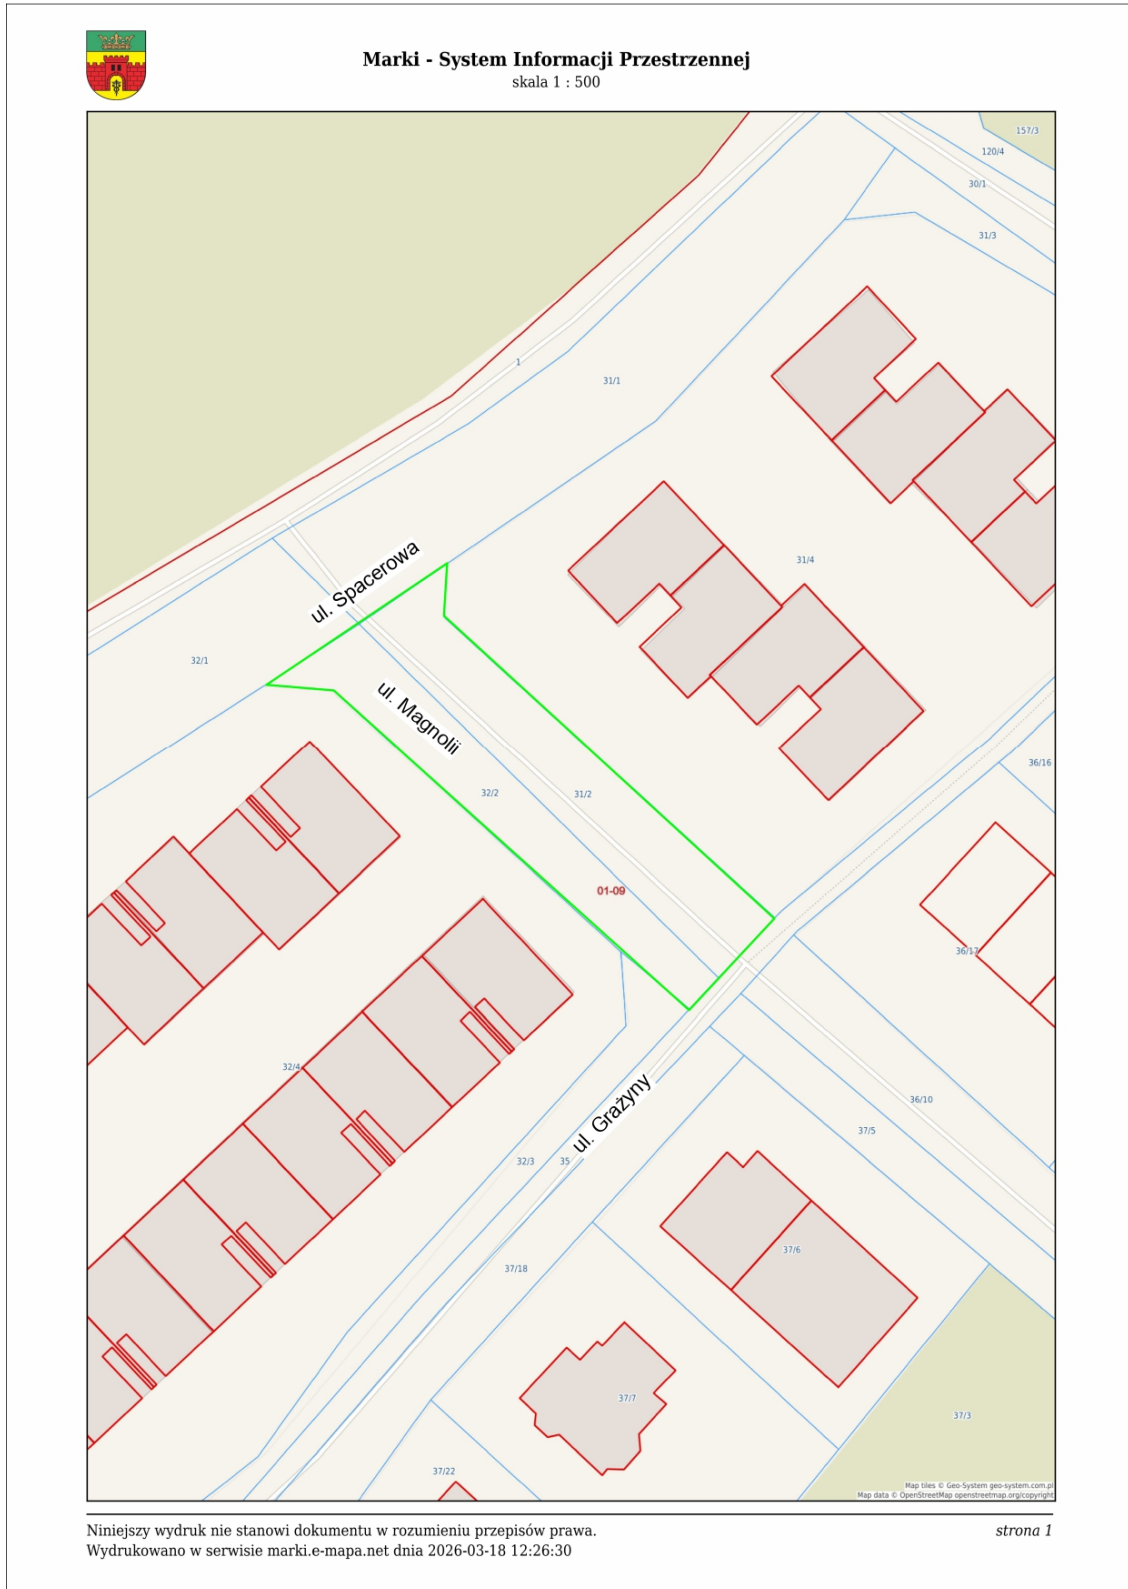 Marki - System Informacji Przestrzennej
skala 1 : 500
157/3
120/4
30/1
31/3
1
31/1
31/4
ul. Spacerowa
32/1
ul. Magnolii
36/16
32/2
31/2
01-09
36/17
32/4
36/10
37/5
ul. Grażyny
32/3
35
37/6
37/18
37/7
37/3
37/22
Map tiles © Geo-System geo-system.com.pl
Map data © OpenStreetMap openstreetmap.org/copyright
Niniejszy wydruk nie stanowi dokumentu w rozumieniu przepisów prawa.
strona 1
Wydrukowano w serwisie marki.e-mapa.net dnia 2026-03-18 12:26:30